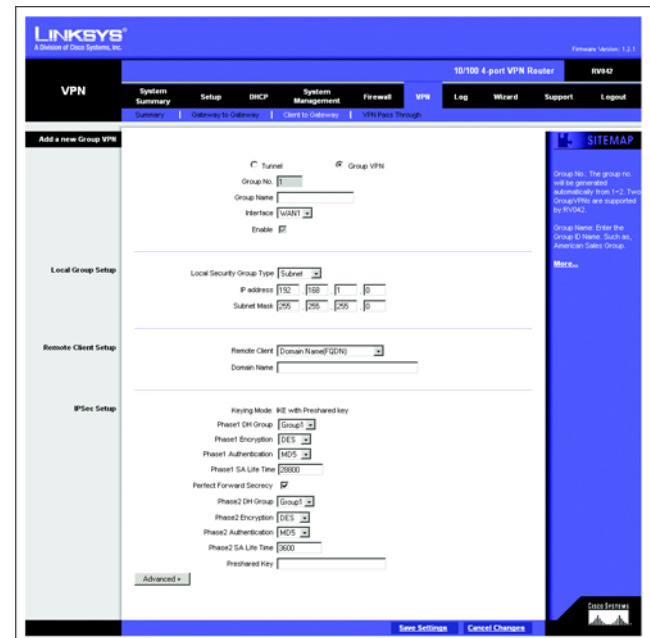 LINKSYS®
A Division of Cisco Systems, Inc.
Firmware Version: 1.2.1
10/100 4-port VPN Router
RV042
VPN
System Summary
Setup
DHCP
System Management
Firewall
VPN
Log
Wizard
Support
Logout
Summary | Gateway to Gateway | Client to Gateway | VPN Pass Through
Add a new Group VPN
SITEMAP
Tunnel
Group VPN
Group No. 1
Group Name
Interface WAN1
Enable
Group No.: The group no.
will be generated
automatically from 1~2. Two
GroupVPNs are supported
by RV042.
Group Name: Enter the
Group ID Name. Such as,
American Sales Group.
More...
Local Group Setup
Local Security Group Type Subnet
IP address 192 . 168 . 1 . 0
Subnet Mask 255 . 255 . 255 . 0
Remote Client Setup
Remote Client Domain Name(FQDN)
Domain Name
IPSec Setup
Keying Mode IKE with Preshared key
Phase1 DH Group Group1
Phase1 Encryption DES
Phase1 Authentication MD5
Phase1 SA Life Time 28800
Perfect Forward Secrecy
Phase2 DH Group Group1
Phase2 Encryption DES
Phase2 Authentication MD5
Phase2 SA Life Time 3600
Preshared Key
Advanced +
Save Settings
Cancel Changes
CISCO SYSTEMS